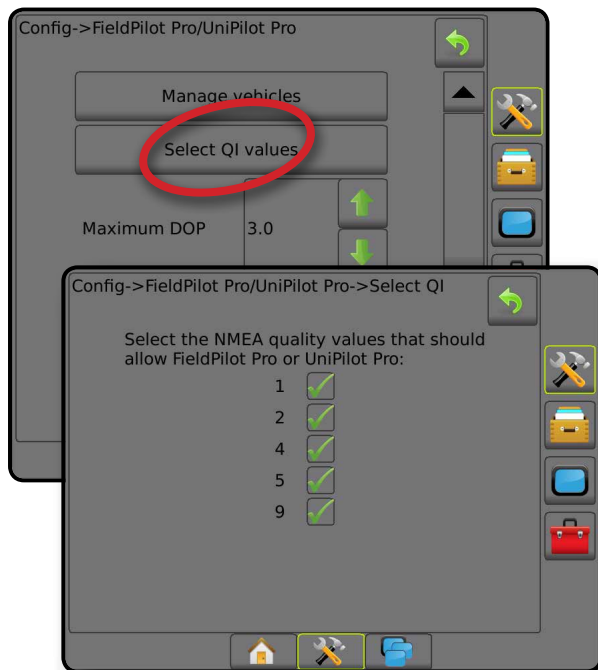 Config->FieldPilot Pro/UniPilot Pro
Manage vehicles
Select QI values
Maximum DOP 3.0
Config->FieldPilot Pro/UniPilot Pro->Select QI
Select the NMEA quality values that should
allow FieldPilot Pro or UniPilot Pro:
1
2
4
5
9